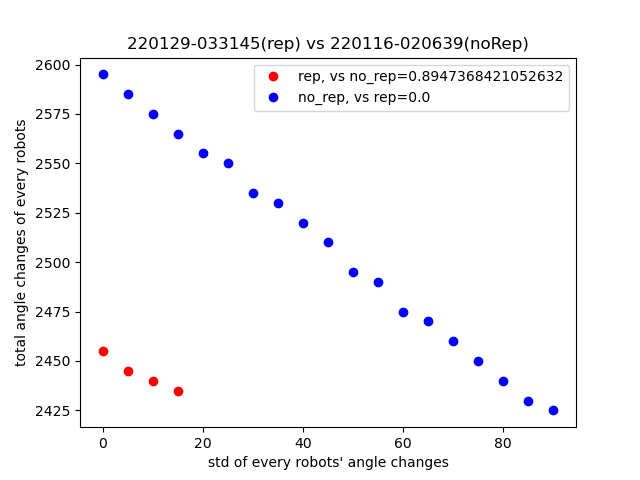 220129-033145(rep) vs 220116-020639(noRep)
rep, vs no_rep=0.8947368421052632
no_rep, vs rep=0.0
total angle changes of every robots
2600
2575
2550
2525
2500
2475
2450
2425
0 20 40 60 80
std of every robots' angle changes